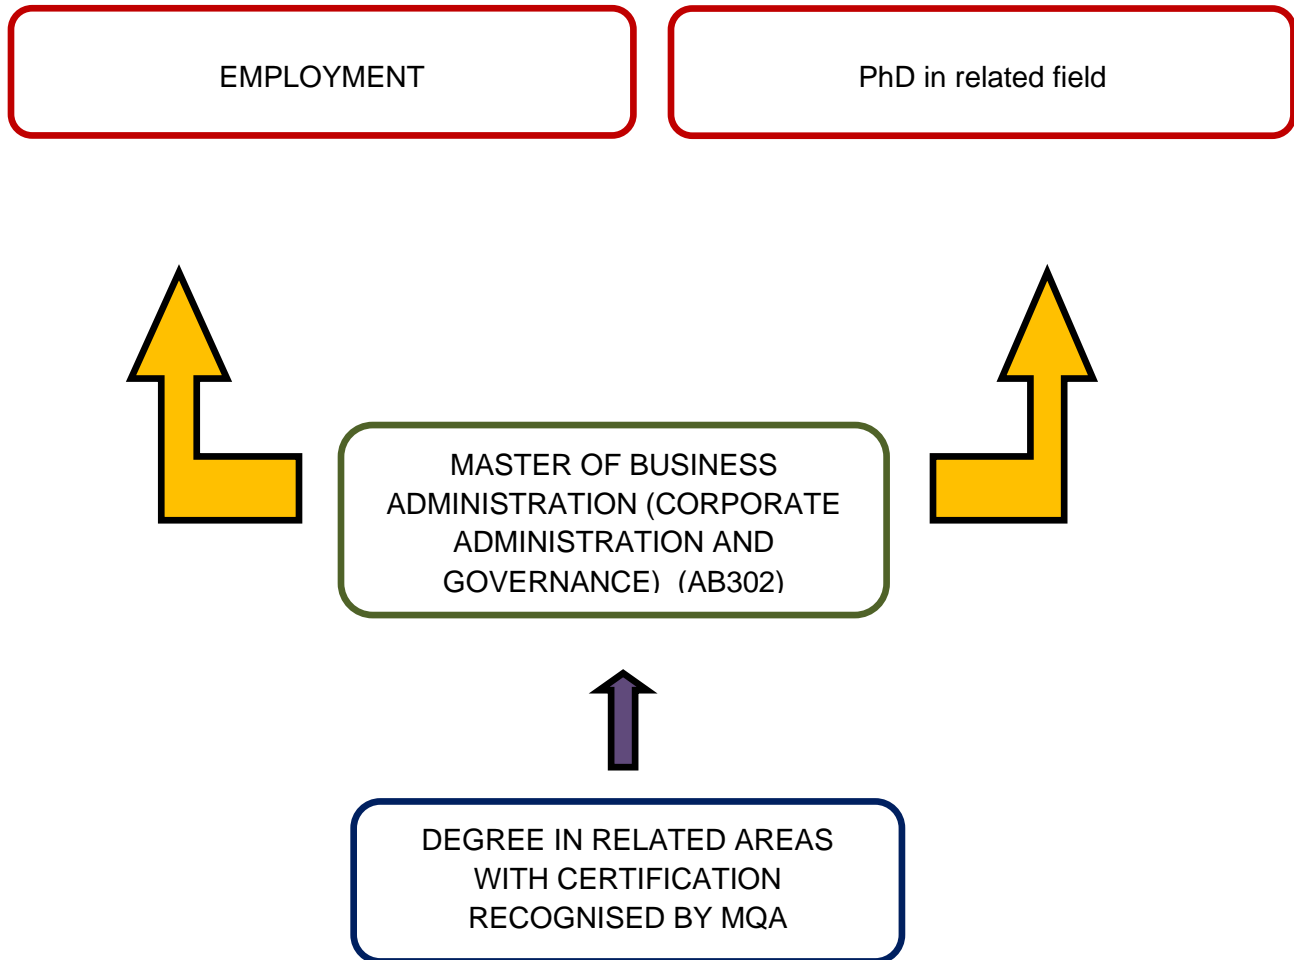 EMPLOYMENT
PhD in related field
MASTER OF BUSINESS
ADMINISTRATION (CORPORATE
ADMINISTRATION AND
GOVERNANCE)  (AB302)
DEGREE IN RELATED AREAS
WITH CERTIFICATION
RECOGNISED BY MQA